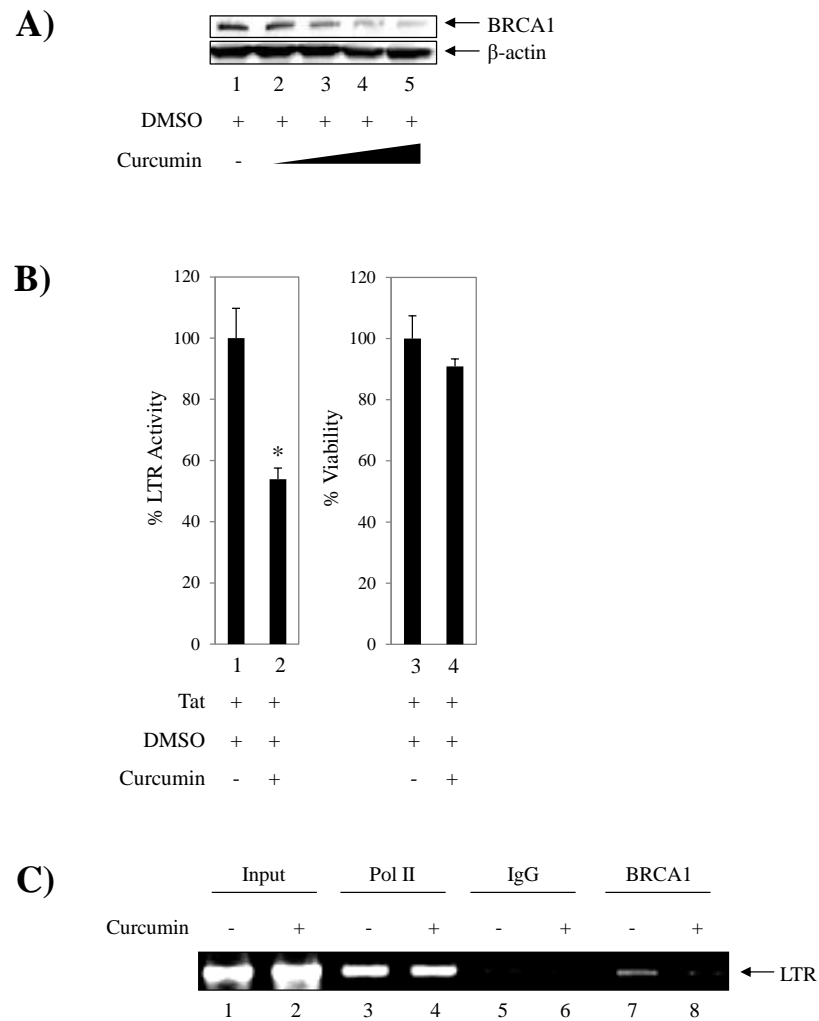 A)
BRCA1
β-actin
1 2 3 4 5
DMSO + + + + +
Curcumin -
B)
120 120
100 100
80 80
60 60
40 40
20 20
0 0
% LTR Activity
% Viability
*
1 2 3 4
Tat + + + +
DMSO + + + +
Curcumin - + - +
C)
Input Pol II IgG BRCA1
Curcumin - + - + - + - +
LTR
1 2 3 4 5 6 7 8